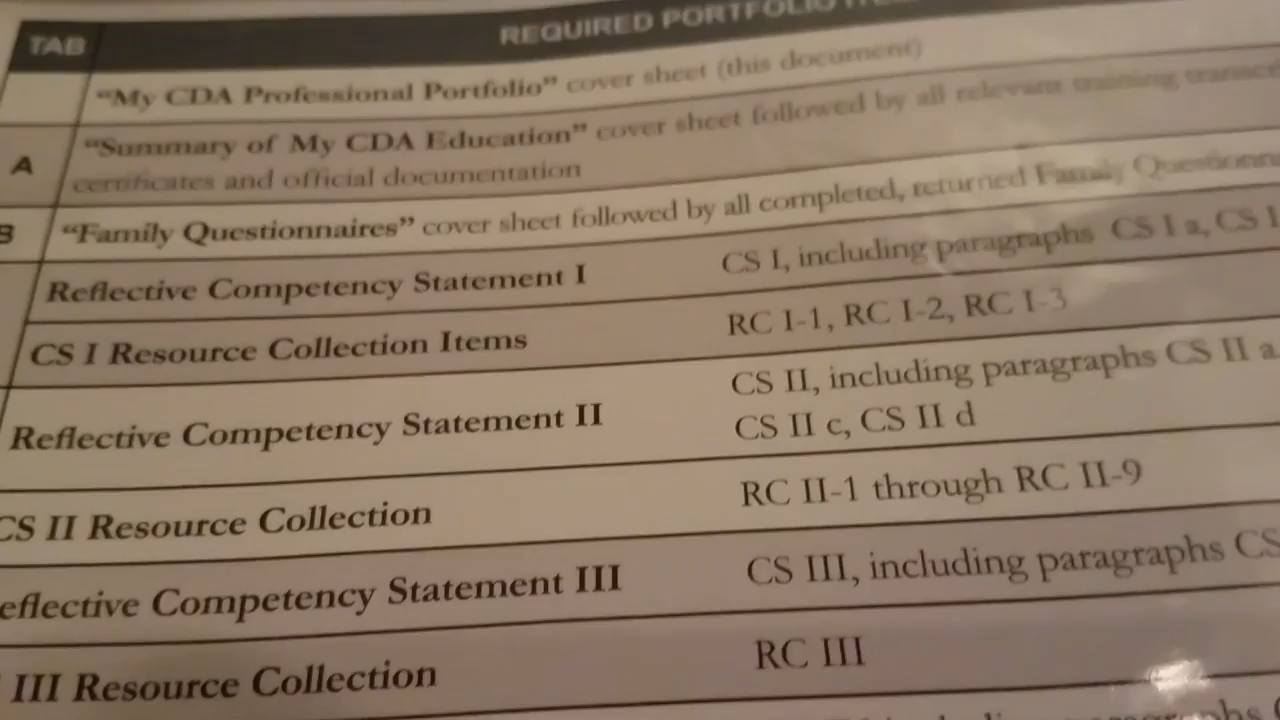 TAB REQUIRED PORTFOLIO
"My CDA Professional Portfolio" cover sheet (this document)
A "Summary of My CDA Education" cover sheet followed by all relevant training
certificates and official documentation
B "Family Questionnaires" cover sheet followed by all completed, returned Family
Reflective Competency Statement I CS I, including paragraphs CS I a, CS I
CS I Resource Collection Items RC I-1, RC I-2, RC I-3
Reflective Competency Statement II CS II, including paragraphs CS II a
CS II c, CS II d
CS II Resource Collection RC II-1 through RC II-9
eflective Competency Statement III CS III, including paragraphs CS
III Resource Collection RC III